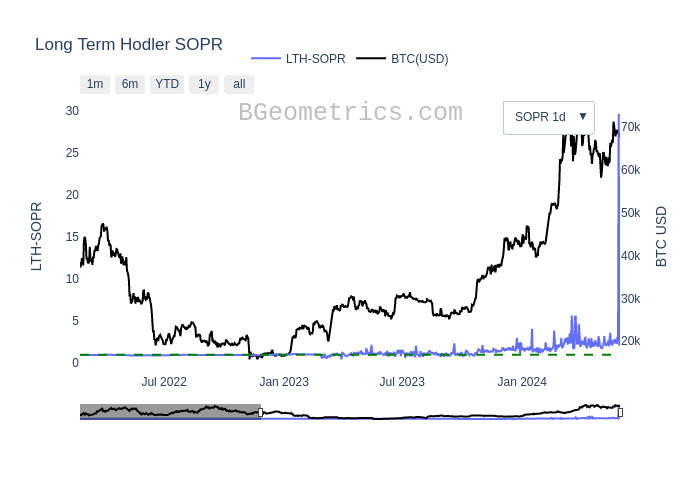 Long Term Hodler SOPR
LTH-SOPR BTC(USD)
1m 6m YTD 1y all
BGeometrics.com
SOPR 1d ▼
30
25
20
15
10
5
0
LTH-SOPR
70k
60k
50k
40k
30k
20k
BTC USD
Jul 2022 Jan 2023 Jul 2023 Jan 2024